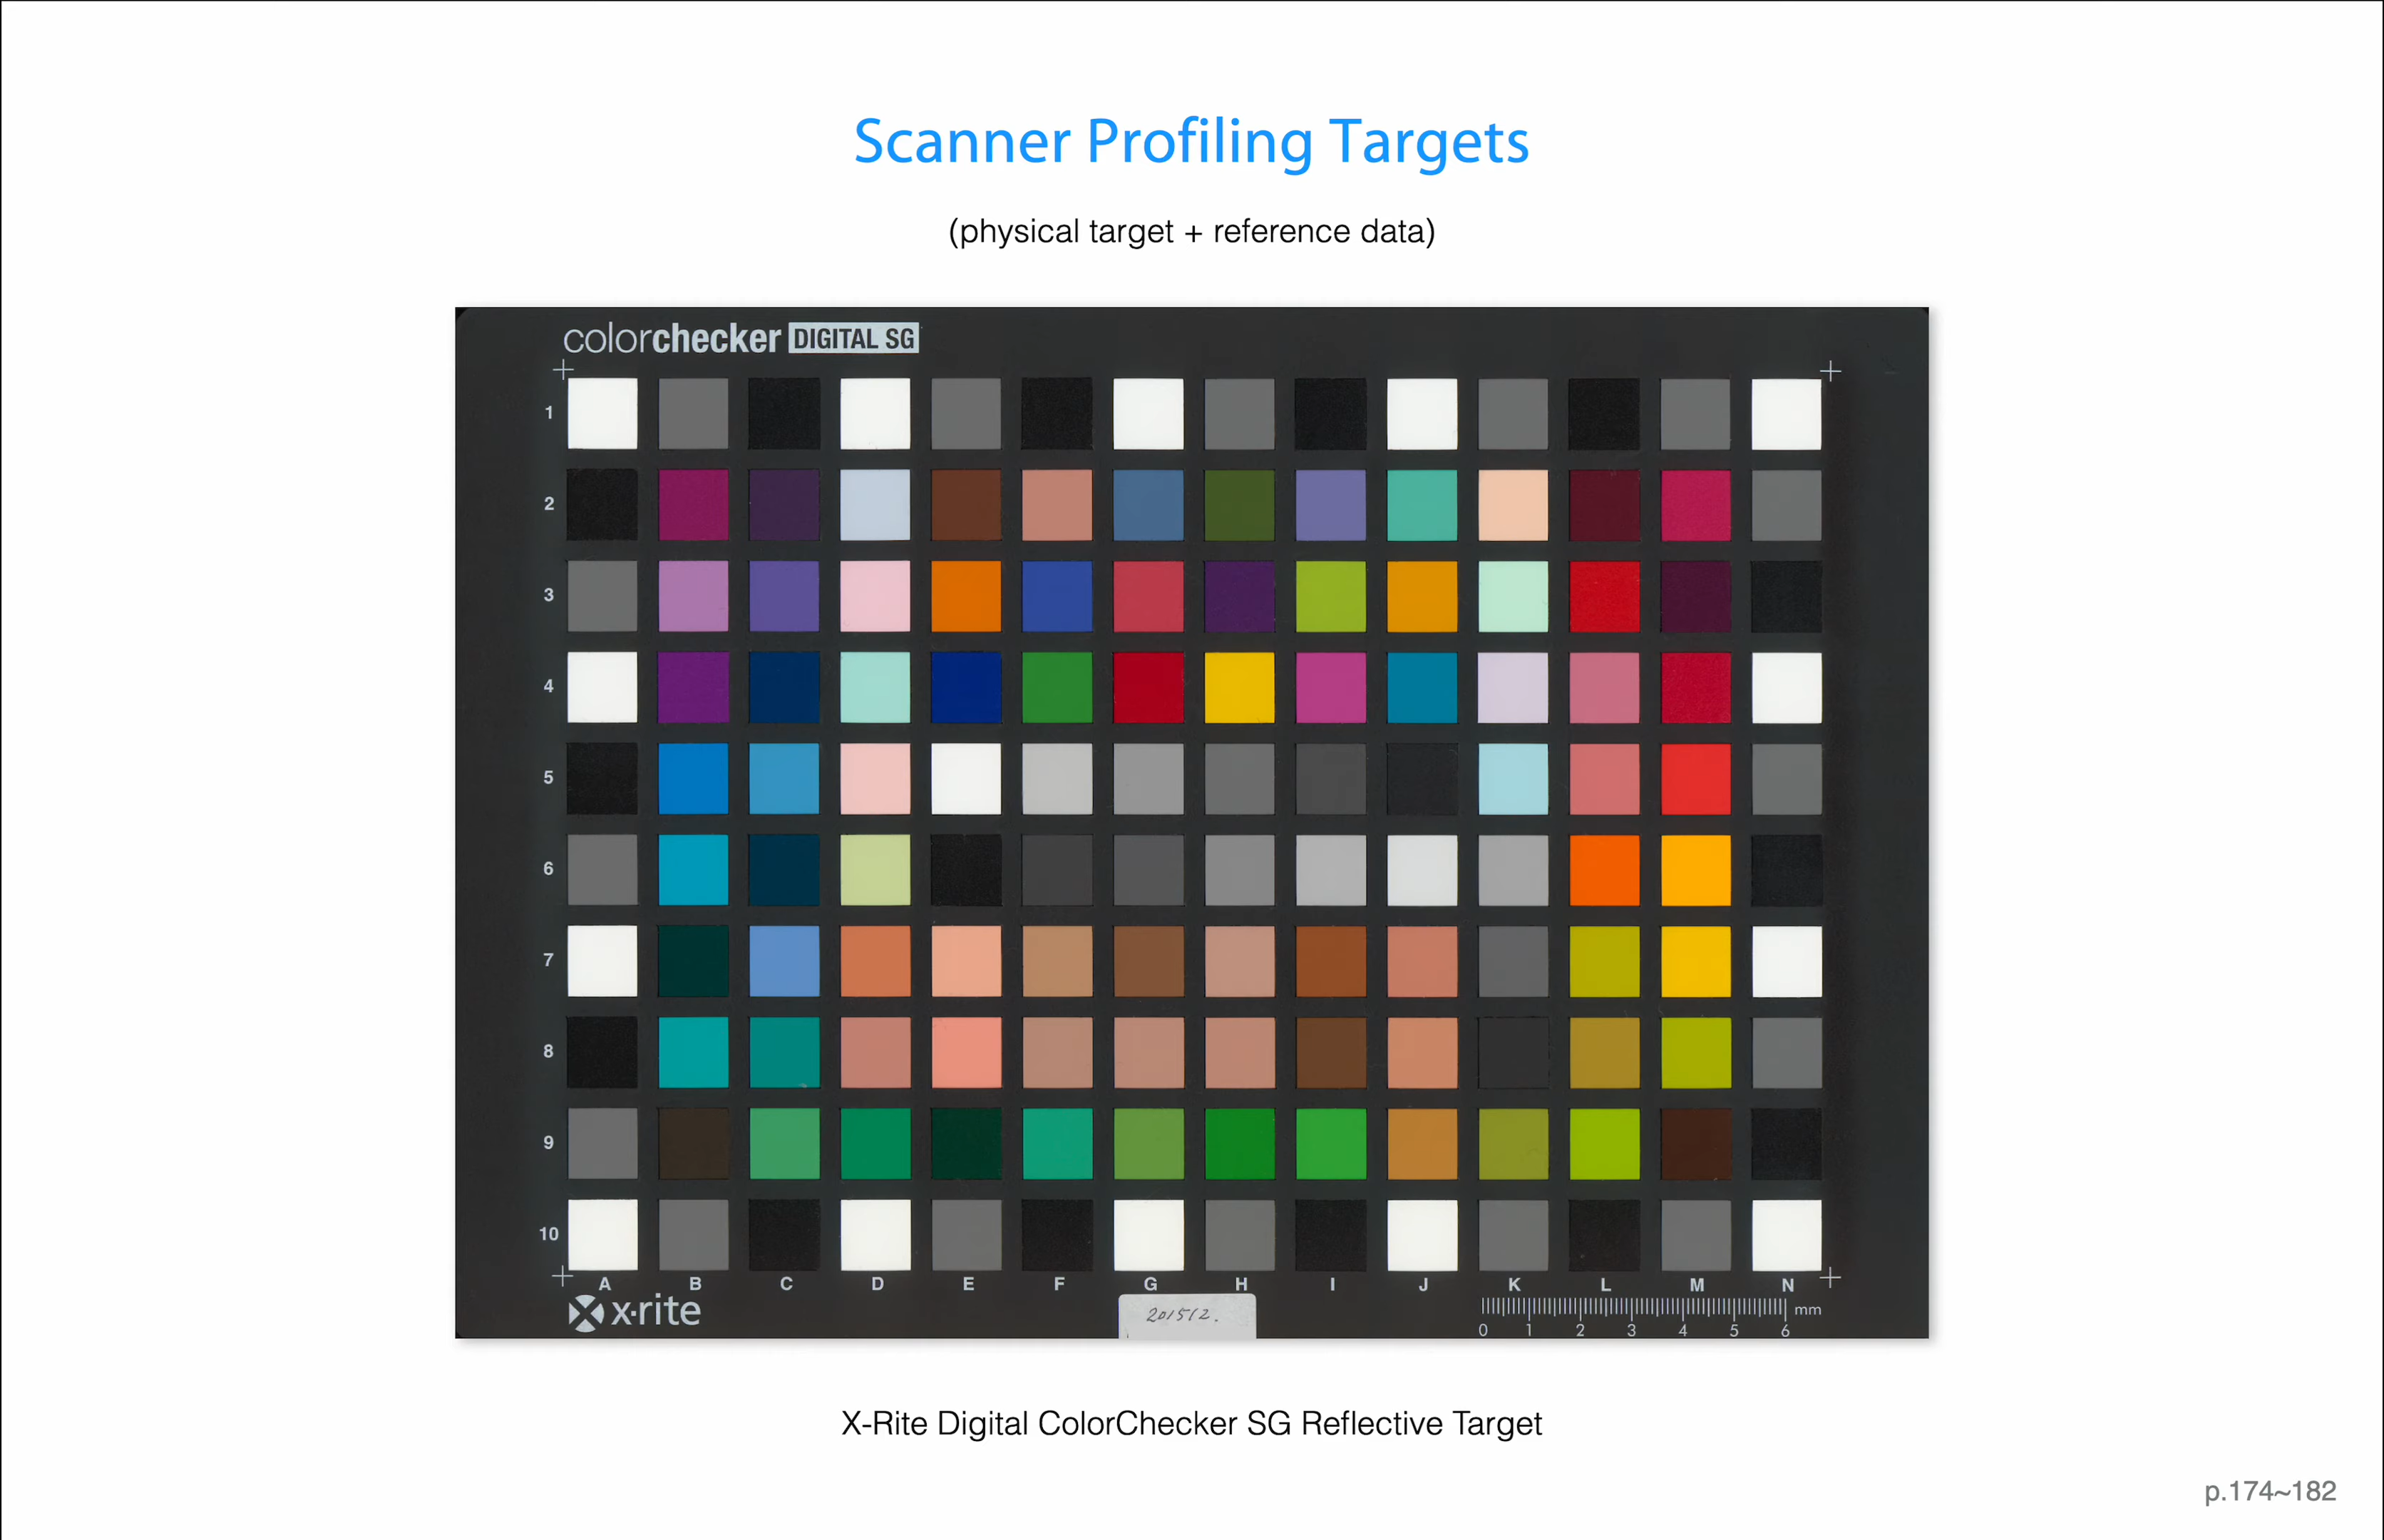 Scanner Profiling Targets
(physical target + reference data)
colorchecker DIGITAL SG
1
2
3
4
5
6
7
8
9
10
A B C D E F G H I J K L M N
x·rite
201512.
mm
0 1 2 3 4 5 6
X-Rite Digital ColorChecker SG Reflective Target
p.174~182